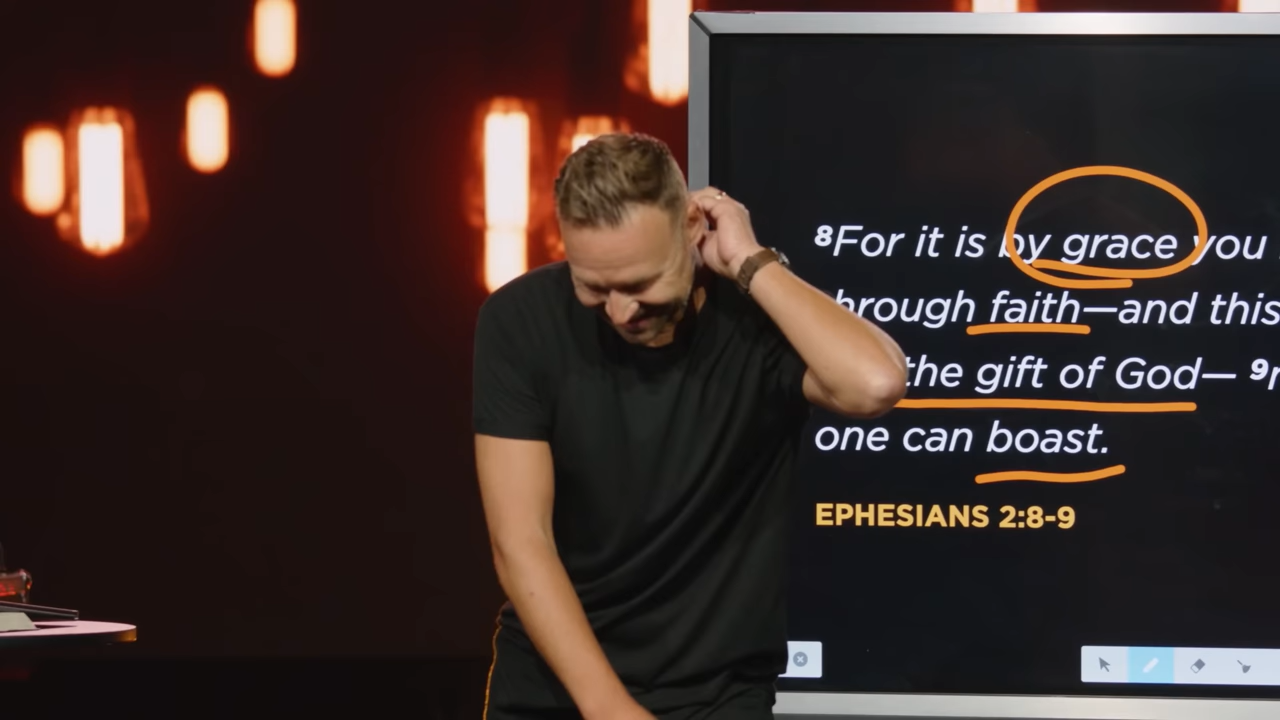 ⁸For it is by grace you
through faith—and this
the gift of God— ⁹
one can boast.
EPHESIANS 2:8-9